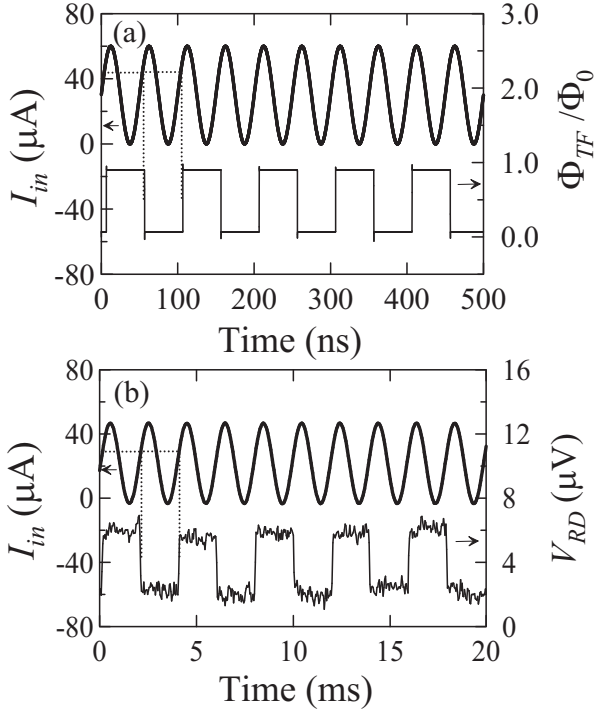 (a)
80
40
0
-40
-80
I_in (μA)
3.0
2.0
1.0
0.0
Φ_TF /Φ_0
0 100 200 300 400 500
Time (ns)
(b)
80
40
0
-40
-80
I_in (μA)
16
12
8
4
0
V_RD (μV)
0 5 10 15 20
Time (ms)